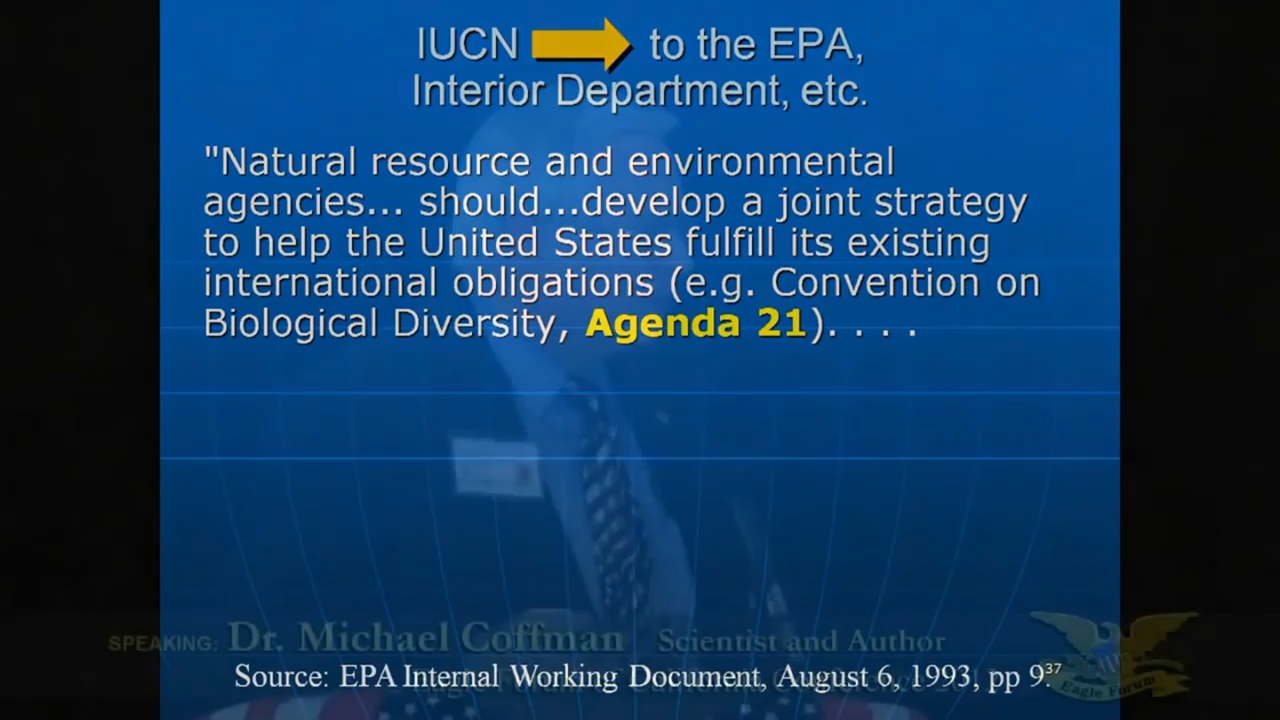 IUCN to the EPA,
Interior Department, etc.
"Natural resource and environmental
agencies... should...develop a joint strategy
to help the United States fulfill its existing
international obligations (e.g. Convention on
Biological Diversity, Agenda 21). . . .
SPEAKING: Dr. Michael Coffman Scientist and Author
Source: EPA Internal Working Document, August 6, 1993, pp 9.37
Eagle Forum